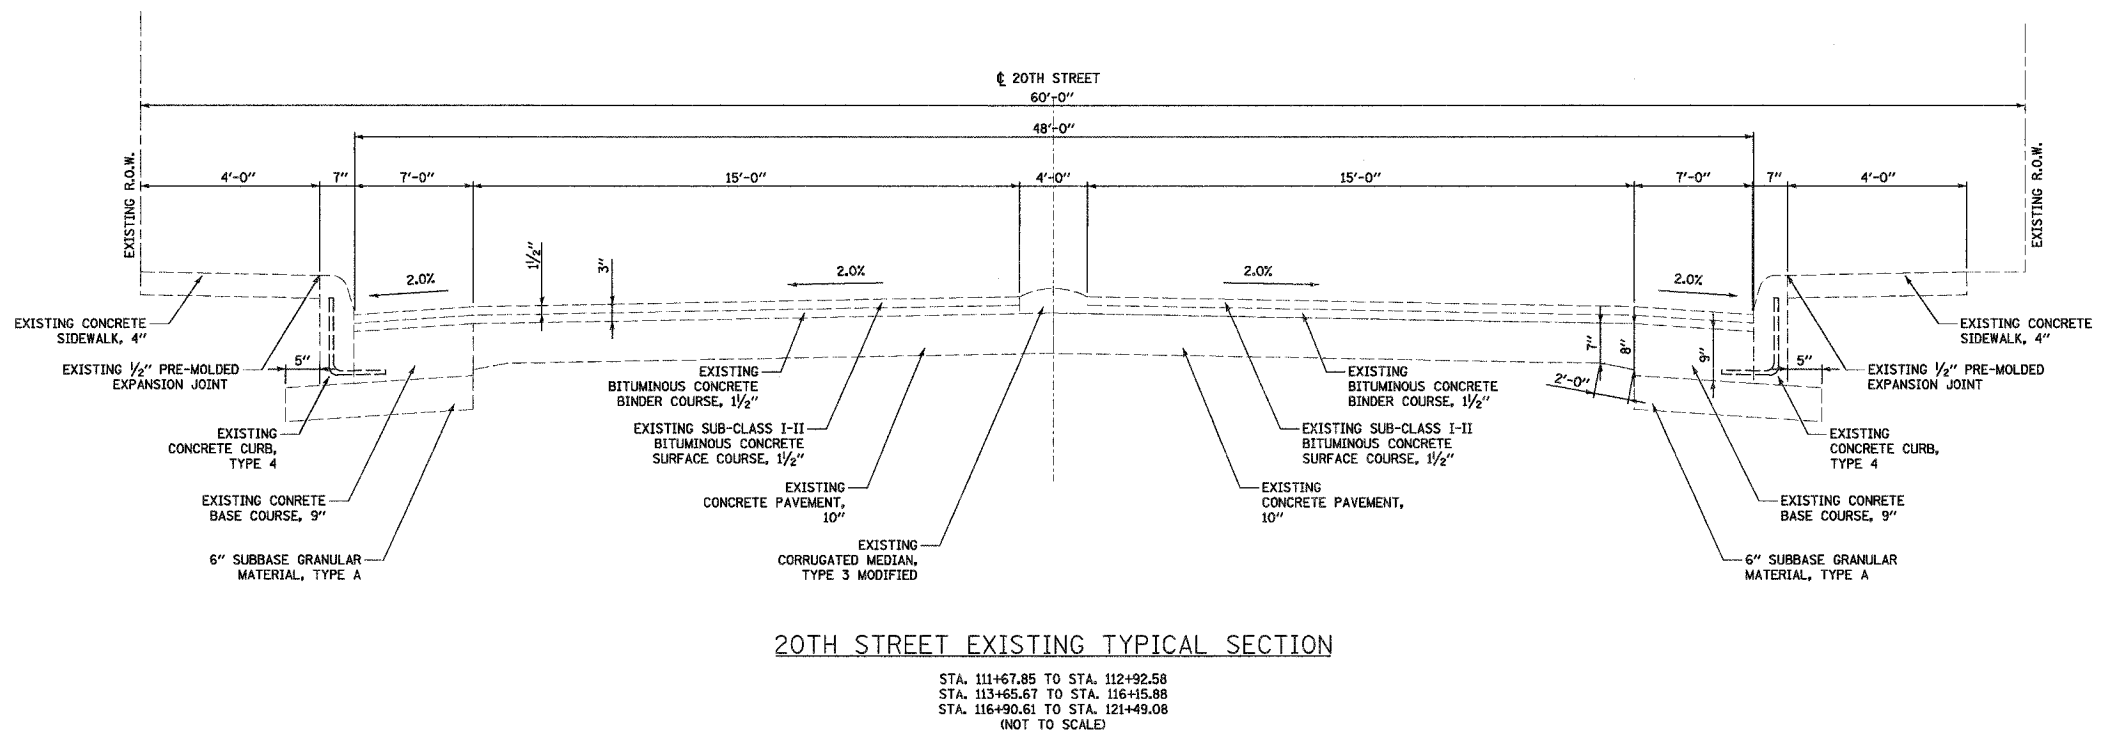 ℄ 20TH STREET
60'-0"
48'-0"
EXISTING R.O.W.
4'-0"
7"
7'-0"
15'-0"
4'-0"
15'-0"
7'-0"
7"
4'-0"
EXISTING R.O.W.
2.0%
1½"
3"
2.0%
2.0%
2.0%
EXISTING CONCRETE
SIDEWALK, 4"
EXISTING ½" PRE-MOLDED
EXPANSION JOINT
5"
EXISTING
CONCRETE CURB,
TYPE 4
EXISTING CONRETE
BASE COURSE, 9"
6" SUBBASE GRANULAR
MATERIAL, TYPE A
EXISTING
BITUMINOUS CONCRETE
BINDER COURSE, 1½"
EXISTING SUB-CLASS I-II
BITUMINOUS CONCRETE
SURFACE COURSE, 1½"
EXISTING
CONCRETE PAVEMENT,
10"
EXISTING
CORRUGATED MEDIAN,
TYPE 3 MODIFIED
EXISTING
BITUMINOUS CONCRETE
BINDER COURSE, 1½"
EXISTING SUB-CLASS I-II
BITUMINOUS CONCRETE
SURFACE COURSE, 1½"
EXISTING
CONCRETE PAVEMENT,
10"
7"
8"
9"
2'-0"
5"
EXISTING CONCRETE
SIDEWALK, 4"
EXISTING ½" PRE-MOLDED
EXPANSION JOINT
EXISTING
CONCRETE CURB,
TYPE 4
EXISTING CONRETE
BASE COURSE, 9"
6" SUBBASE GRANULAR
MATERIAL, TYPE A
20TH STREET EXISTING TYPICAL SECTION
STA. 111+67.85 TO STA. 112+92.58
STA. 113+65.67 TO STA. 116+15.88
STA. 116+90.61 TO STA. 121+49.08
(NOT TO SCALE)